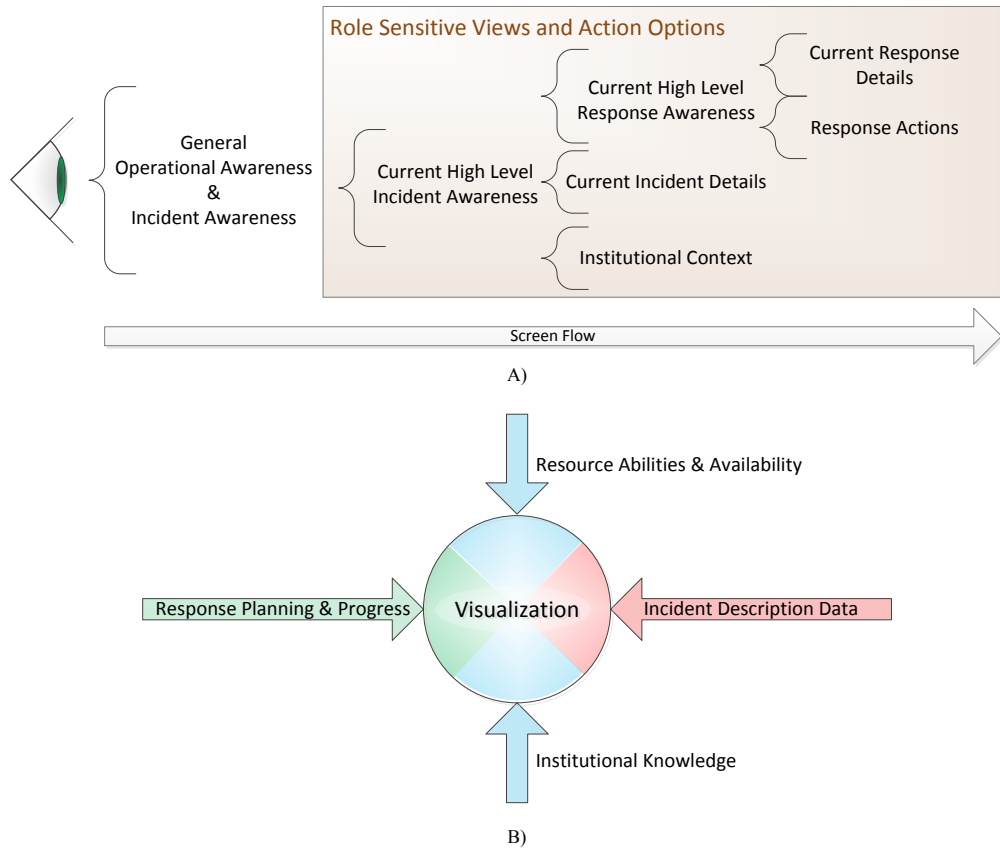 Role Sensitive Views and Action Options
General
Operational Awareness
&
Incident Awareness
Current High Level
Incident Awareness
Current High Level
Response Awareness
Current Incident Details
Institutional Context
Current Response
Details
Response Actions
Screen Flow
A)
Resource Abilities & Availability
Response Planning & Progress
Visualization
Incident Description Data
Institutional Knowledge
B)